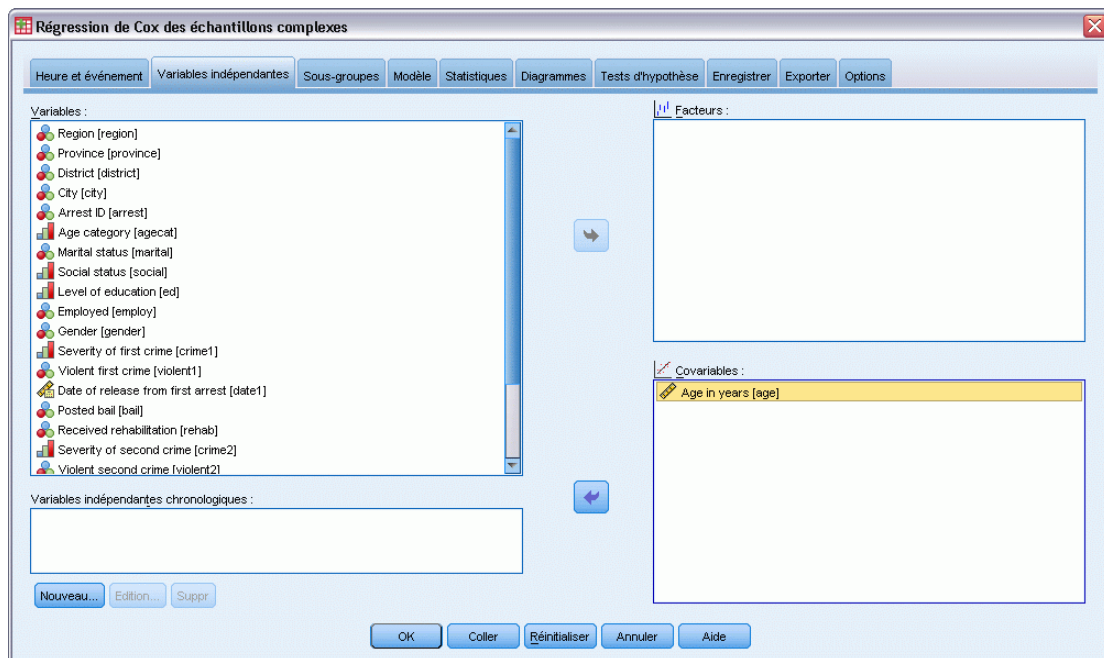 Régression de Cox des échantillons complexes
Heure et événement
Variables indépendantes
Sous-groupes
Modèle
Statistiques
Diagrammes
Tests d'hypothèse
Enregistrer
Exporter
Options
Variables :
Region [region]
Province [province]
District [district]
City [city]
Arrest ID [arrest]
Age category [agecat]
Marital status [marital]
Social status [social]
Level of education [ed]
Employed [employ]
Gender [gender]
Severity of first crime [crime1]
Violent first crime [violent1]
Date of release from first arrest [date1]
Posted bail [bail]
Received rehabilitation [rehab]
Severity of second crime [crime2]
Violent second crime [violent2]
Variables indépendantes chronologiques :
Nouveau...
Edition...
Suppr
Facteurs :
Covariables :
Age in years [age]
OK
Coller
Réinitialiser
Annuler
Aide